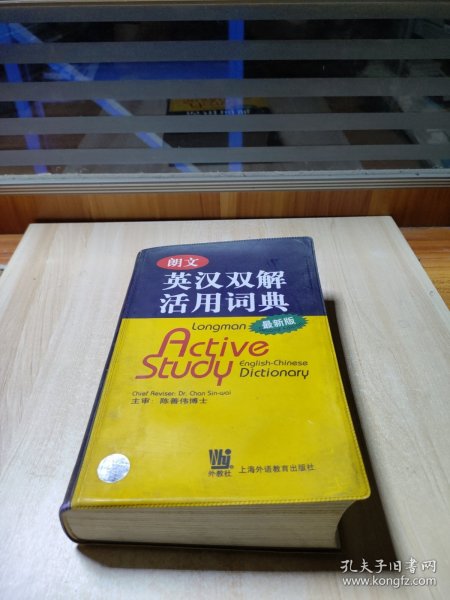 朗文
英汉双解
活用词典
最新版
Longman
Active
Study
English-Chinese
Dictionary
Chief Reviser: Dr. Chan Sin-wai
主审：陈善伟博士
外教社
上海外语教育出版社
孔夫子旧书网
www.kongfz.com